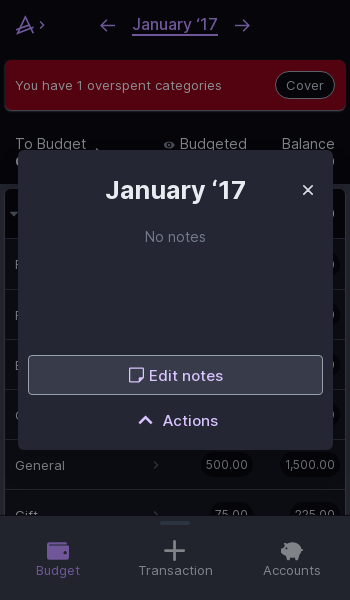 January ‘17
You have 1 overspent categories
Cover
To Budget
Budgeted
Balance
January ‘17
No notes
Edit notes
Actions
General
500.00
1,500.00
Gift
75.00
225.00
Budget
Transaction
Accounts